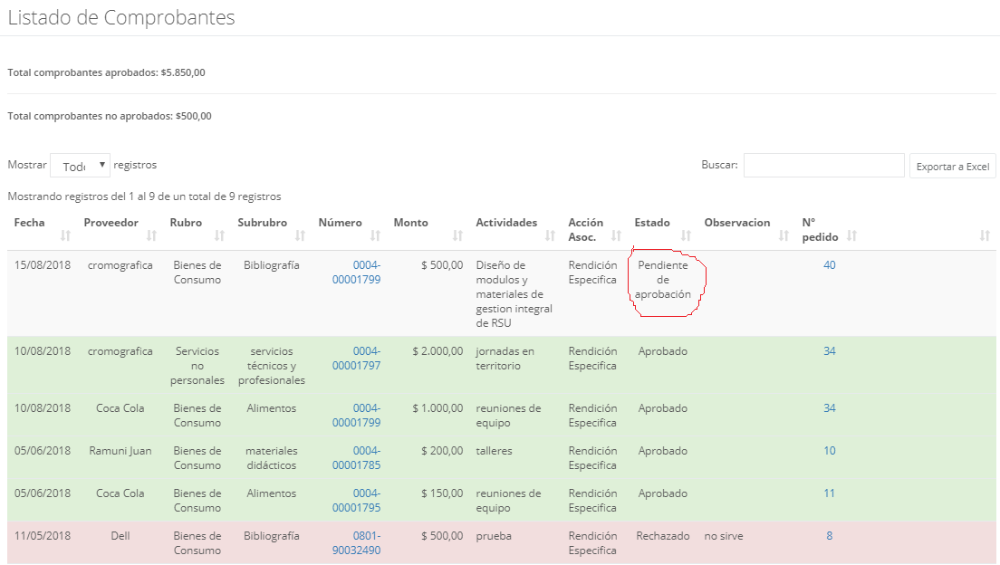 Listado de Comprobantes
Total comprobantes aprobados: $5.850,00
Total comprobantes no aprobados: $500,00
Mostrar Todo registros Buscar: Exportar a Excel
Mostrando registros del 1 al 9 de un total de 9 registros
Fecha Proveedor Rubro Subrubro Número Monto Actividades Acción Asoc. Estado Observacion N° pedido
15/08/2018 cromografica Bienes de Consumo Bibliografía 0004-00001799 $ 500,00 Diseño de modulos y materiales de gestion integral de RSU Rendición Especifica Pendiente de aprobación 40
10/08/2018 cromografica Servicios no personales servicios técnicos y profesionales 0004-00001797 $ 2.000,00 jornadas en territorio Rendición Especifica Aprobado 34
10/08/2018 Coca Cola Bienes de Consumo Alimentos 0004-00001799 $ 1.000,00 reuniones de equipo Rendición Especifica Aprobado 34
05/06/2018 Ramuni Juan Bienes de Consumo materiales didácticos 0004-00001785 $ 200,00 talleres Rendición Especifica Aprobado 10
05/06/2018 Coca Cola Bienes de Consumo Alimentos 0004-00001795 $ 150,00 reuniones de equipo Rendición Especifica Aprobado 11
11/05/2018 Dell Bienes de Consumo Bibliografía 0801-90032490 $ 500,00 prueba Rendición Especifica Rechazado no sirve 8